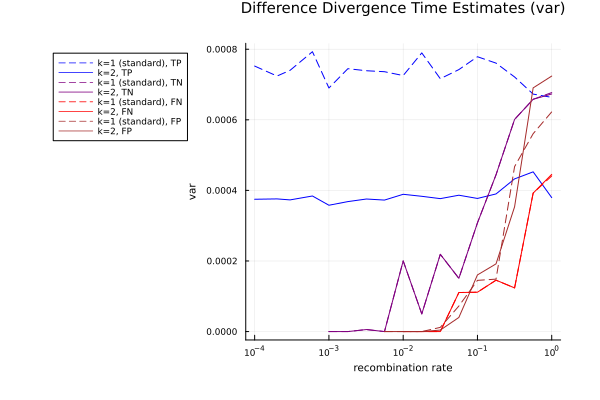 Difference Divergence Time Estimates (var)
k=1 (standard), TP
k=2, TP
k=1 (standard), TN
k=2, TN
k=1 (standard), FN
k=2, FN
k=1 (standard), FP
k=2, FP
0.0008
0.0006
0.0004
0.0002
0.0000
var
10⁻⁴ 10⁻³ 10⁻² 10⁻¹ 10⁰
recombination rate